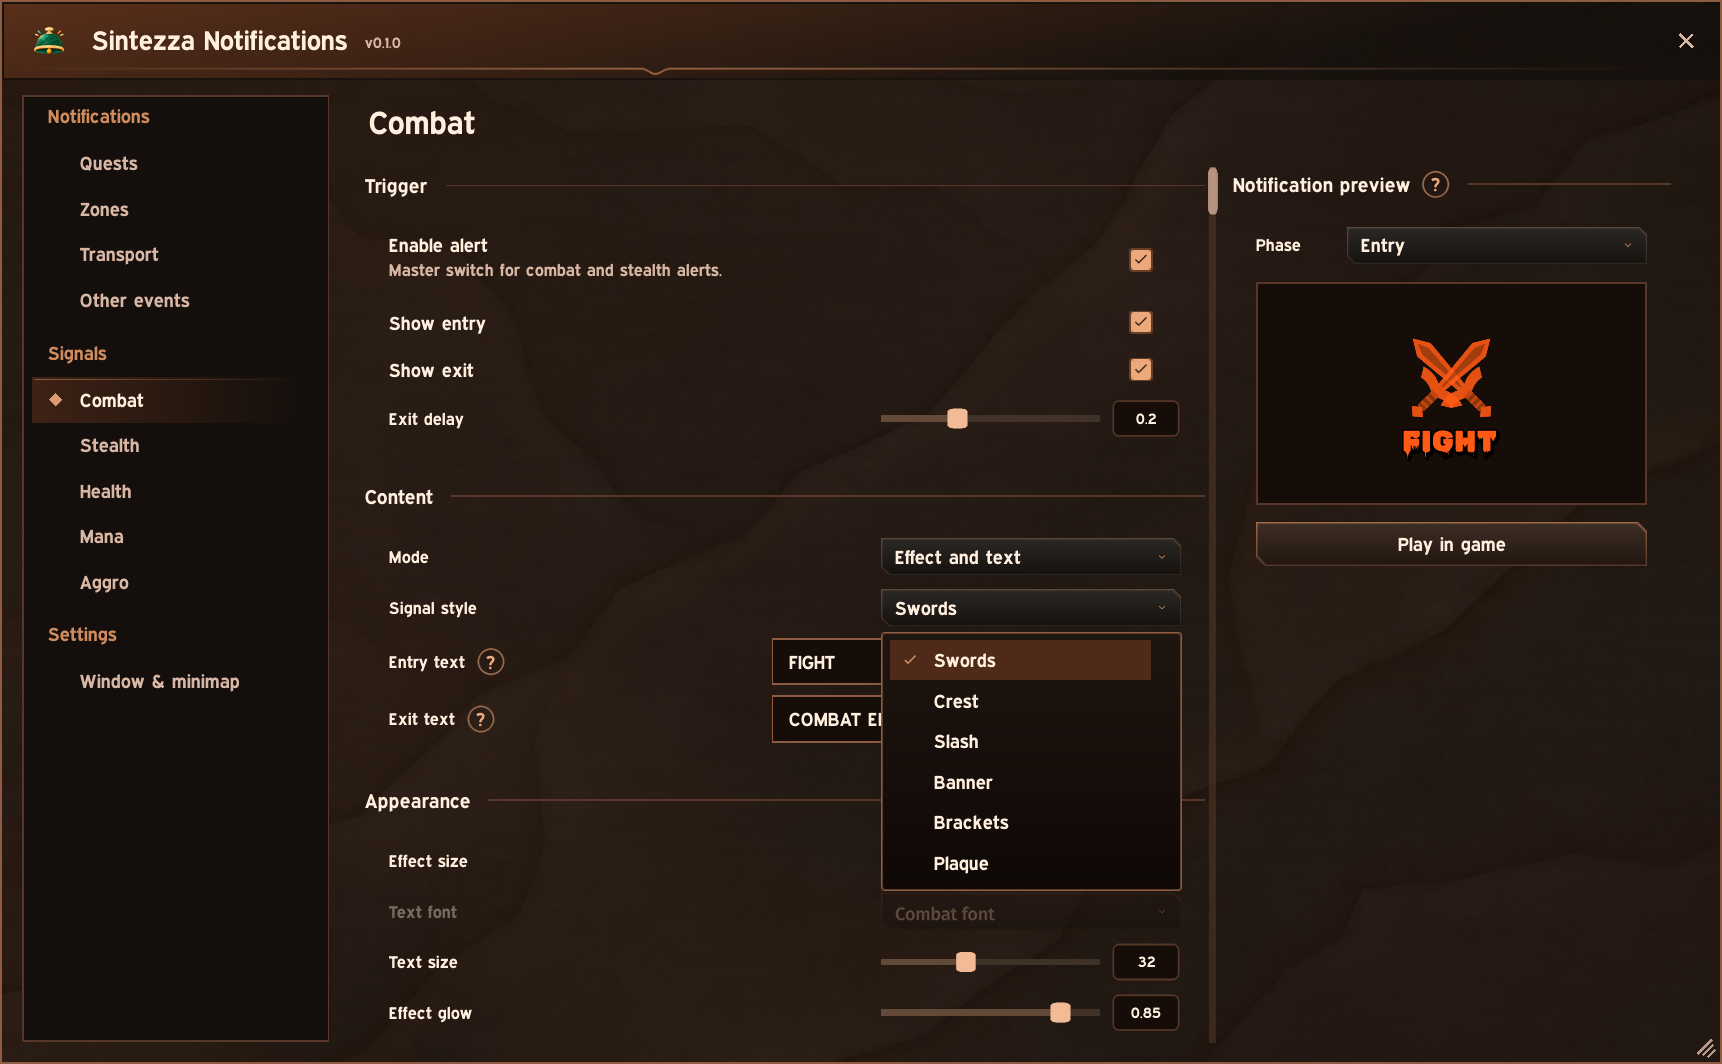 Sintezza Notifications v0.1.0
Notifications
Quests
Zones
Transport
Other events
Signals
Combat
Stealth
Health
Mana
Aggro
Settings
Window & minimap
Combat
Trigger
Enable alert
Master switch for combat and stealth alerts.
Show entry
Show exit
Exit delay 0.2
Content
Mode Effect and text
Signal style Swords
Entry text ? FIGHT
Exit text ? COMBAT
Swords
Crest
Slash
Banner
Brackets
Plaque
Appearance
Effect size
Text font Combat font
Text size 32
Effect glow 0.85
Notification preview ?
Phase Entry
FIGHT
Play in game